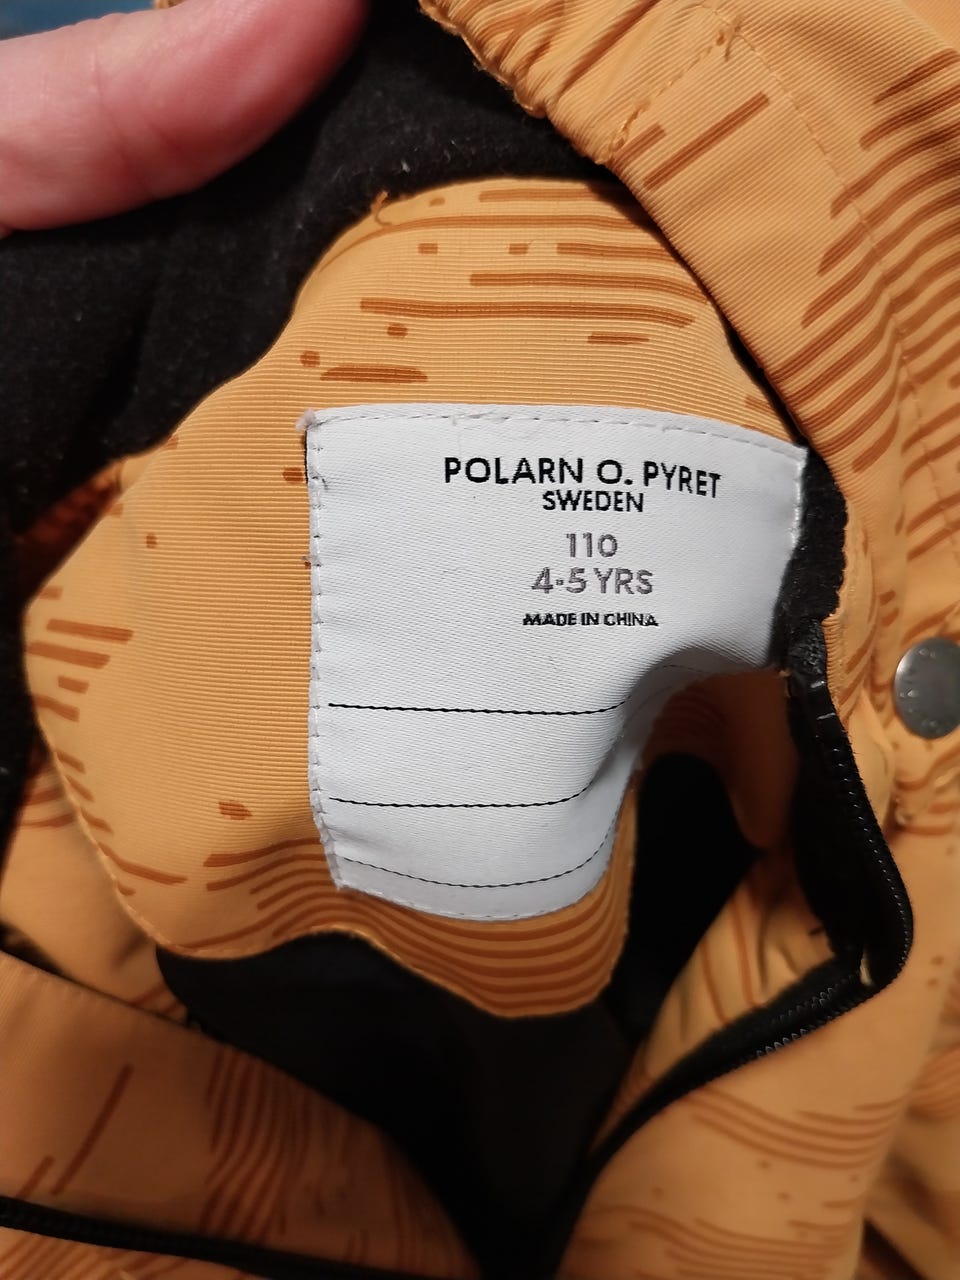 POLARN O. PYRET
SWEDEN
110
4-5 YRS
MADE IN CHINA